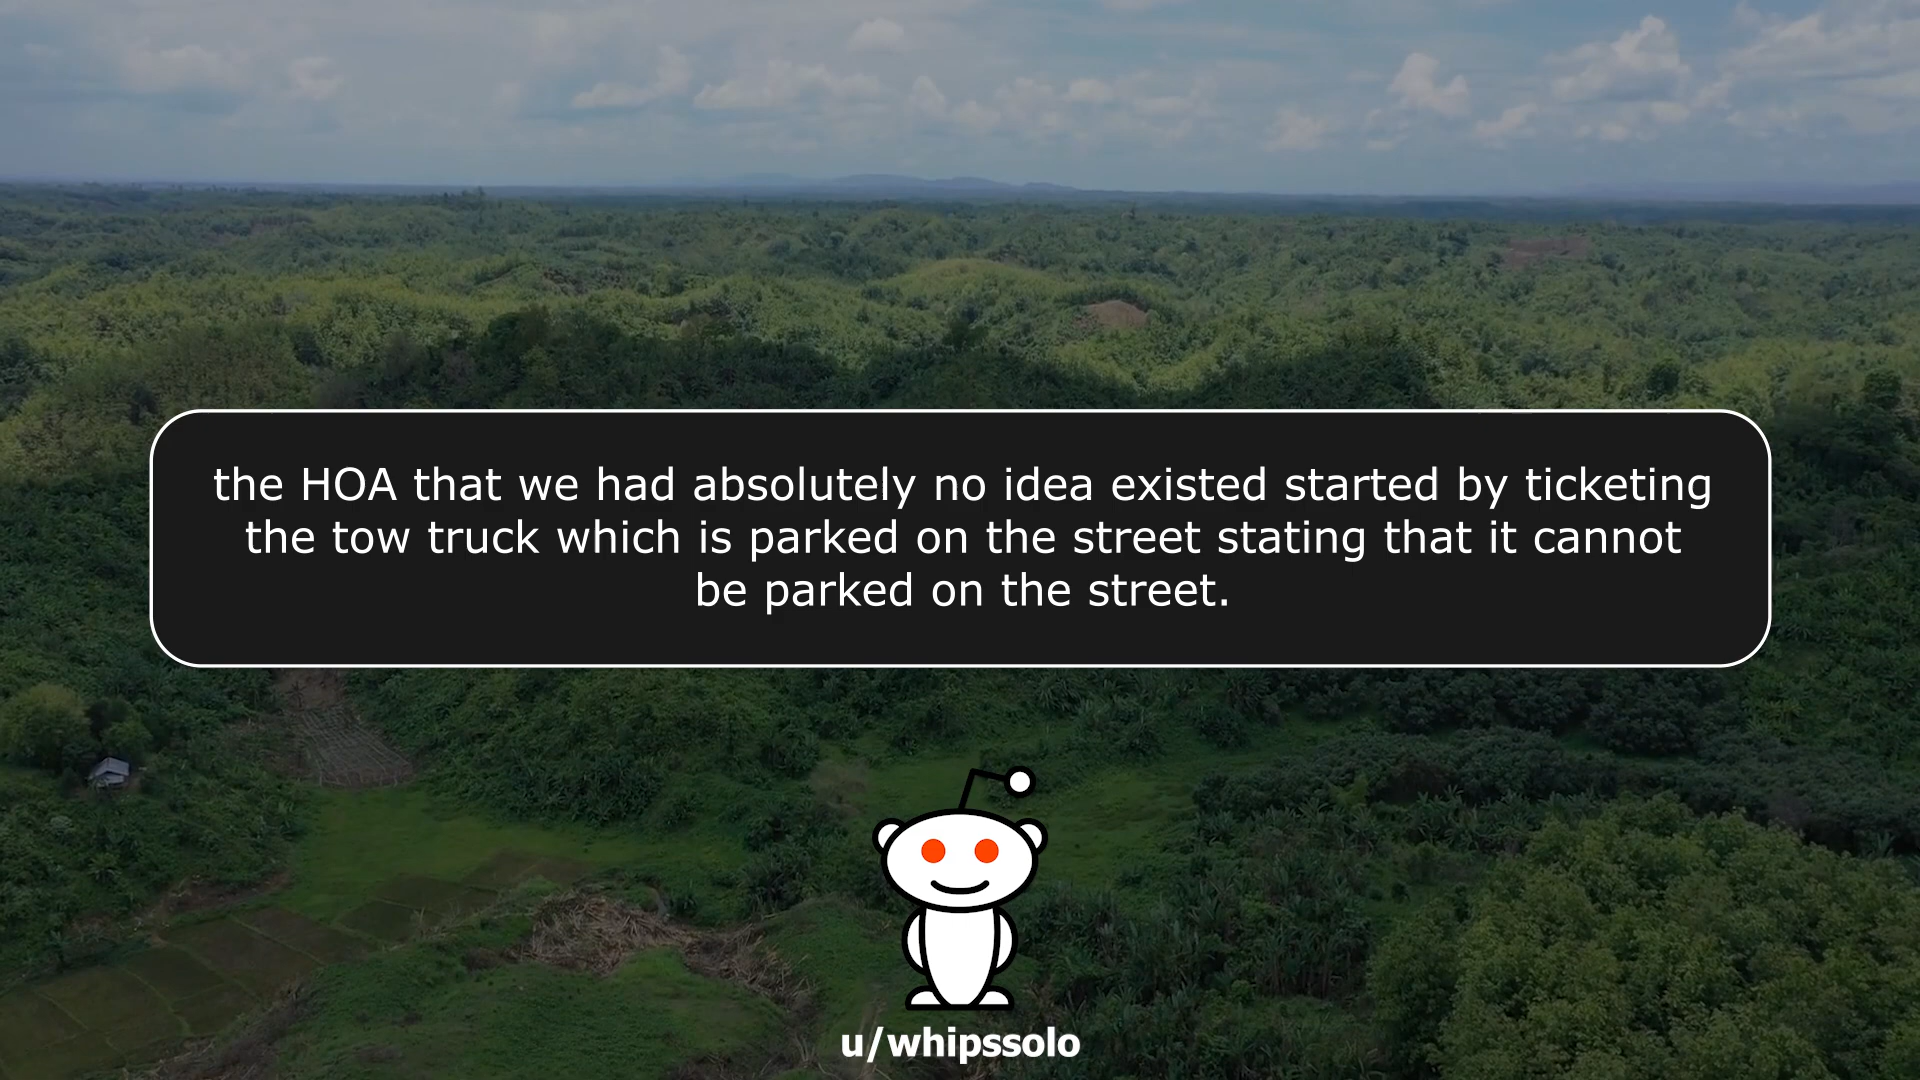 the HOA that we had absolutely no idea existed started by ticketing
the tow truck which is parked on the street stating that it cannot
be parked on the street.
u/whipssolo